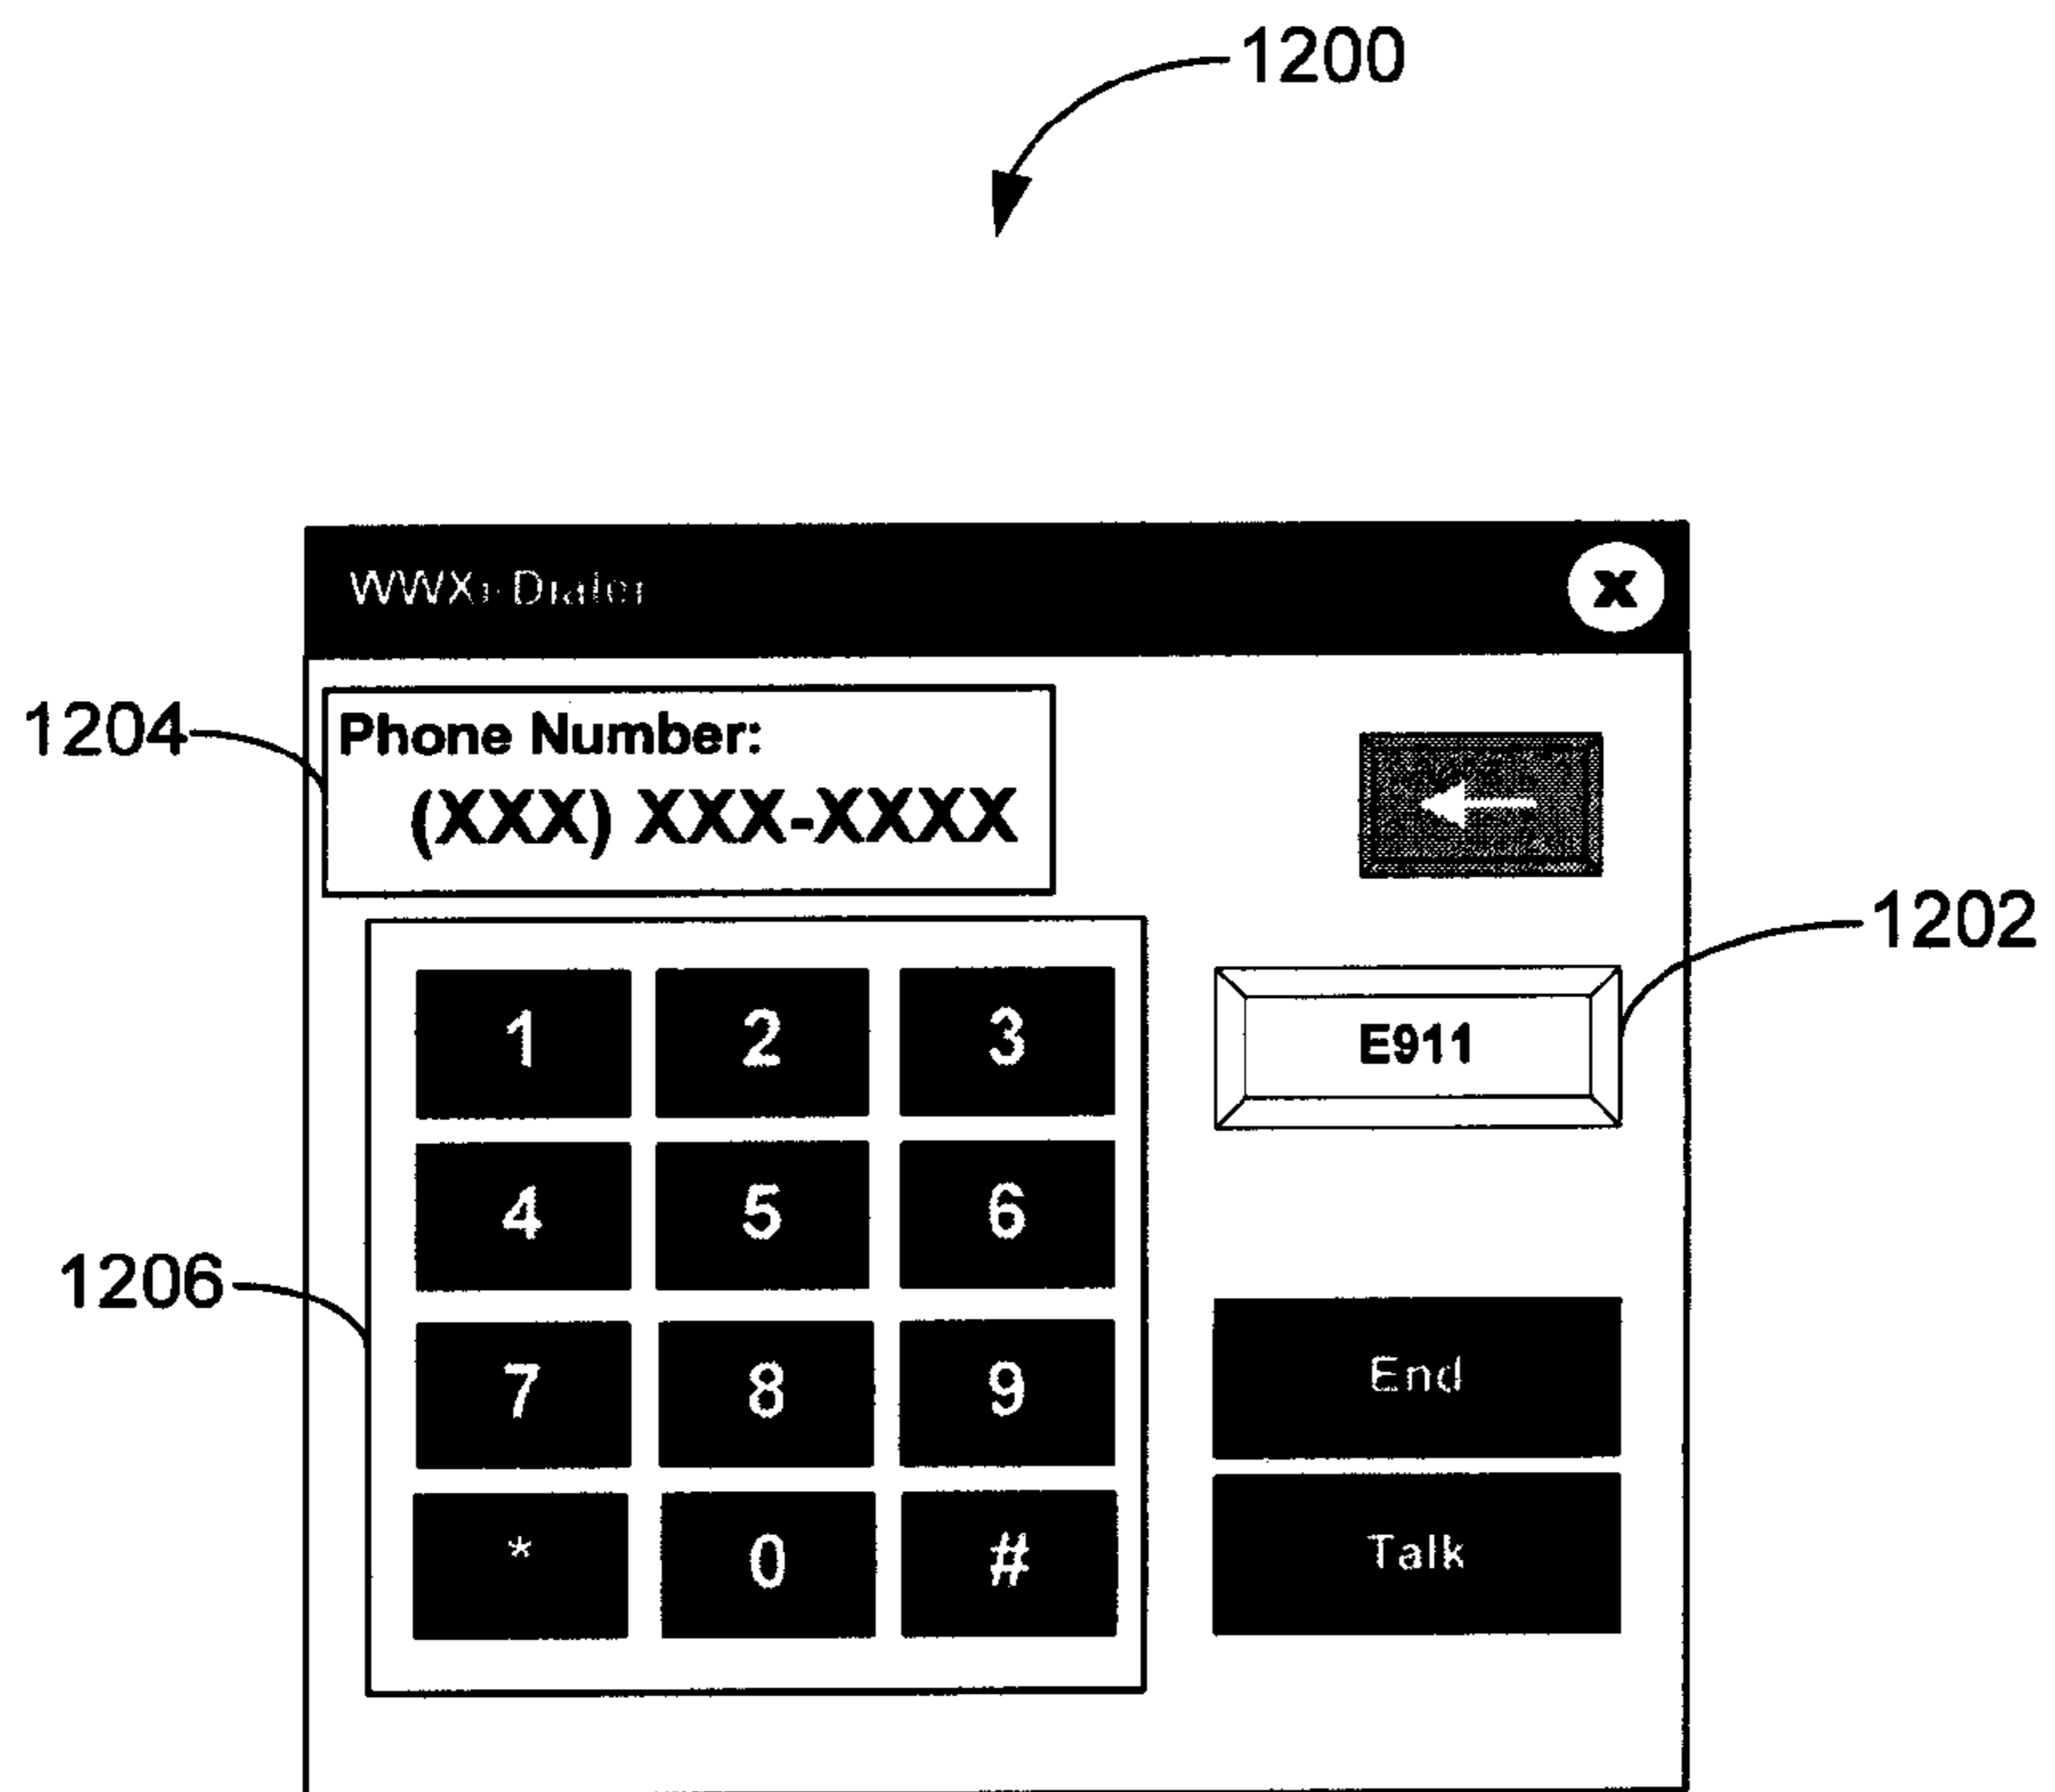 1200
Dialer
X
1204
Phone Number:
(XXX) XXX-XXXX
1202
1 2 3
E911
4 5 6
1206
7 8 9
End
* 0 #
Talk